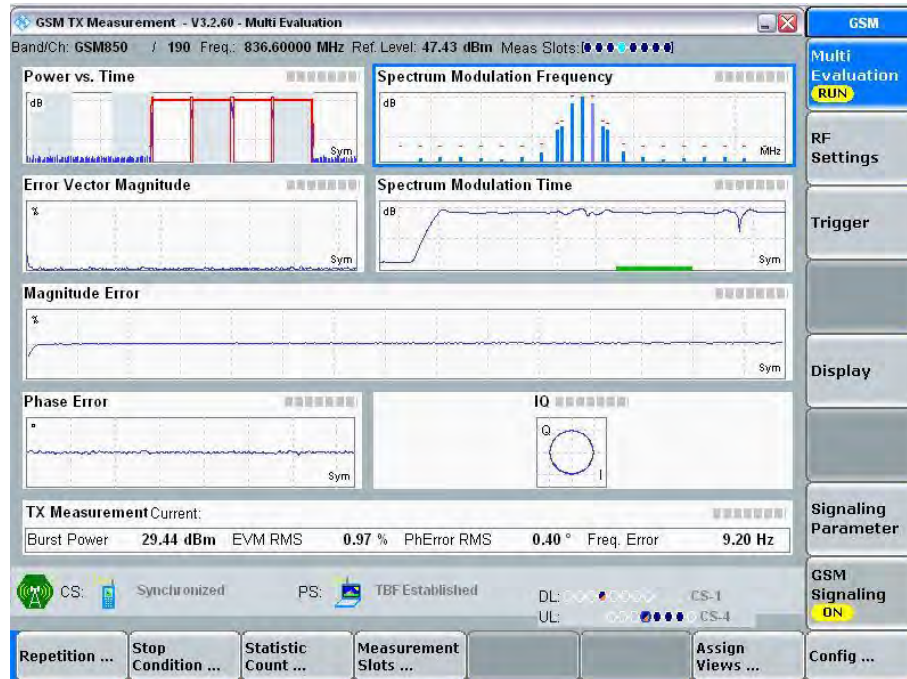 GSM TX Measurement - V3.2.60 - Multi Evaluation
GSM
Band/Ch: GSM850 / 190 Freq.: 836.60000 MHz Ref. Level: 47.43 dBm Meas Slots:
Multi
Evaluation
RUN
Power vs. Time
Spectrum Modulation Frequency
dB
Sym
dB
MHz
RF
Settings
Error Vector Magnitude
Spectrum Modulation Time
%
Sym
dB
Sym
Trigger
Magnitude Error
%
Sym
Display
Phase Error
IQ
°
Sym
Q
I
TX Measurement Current:
Burst Power 29.44 dBm EVM RMS 0.97 % PhError RMS 0.40 ° Freq. Error 9.20 Hz
Signaling
Parameter
CS: Synchronized PS: TBF Established
DL: CS-1
UL: CS-4
GSM
Signaling
ON
Repetition ...
Stop
Condition ...
Statistic
Count ...
Measurement
Slots ...
Assign
Views ...
Config ...